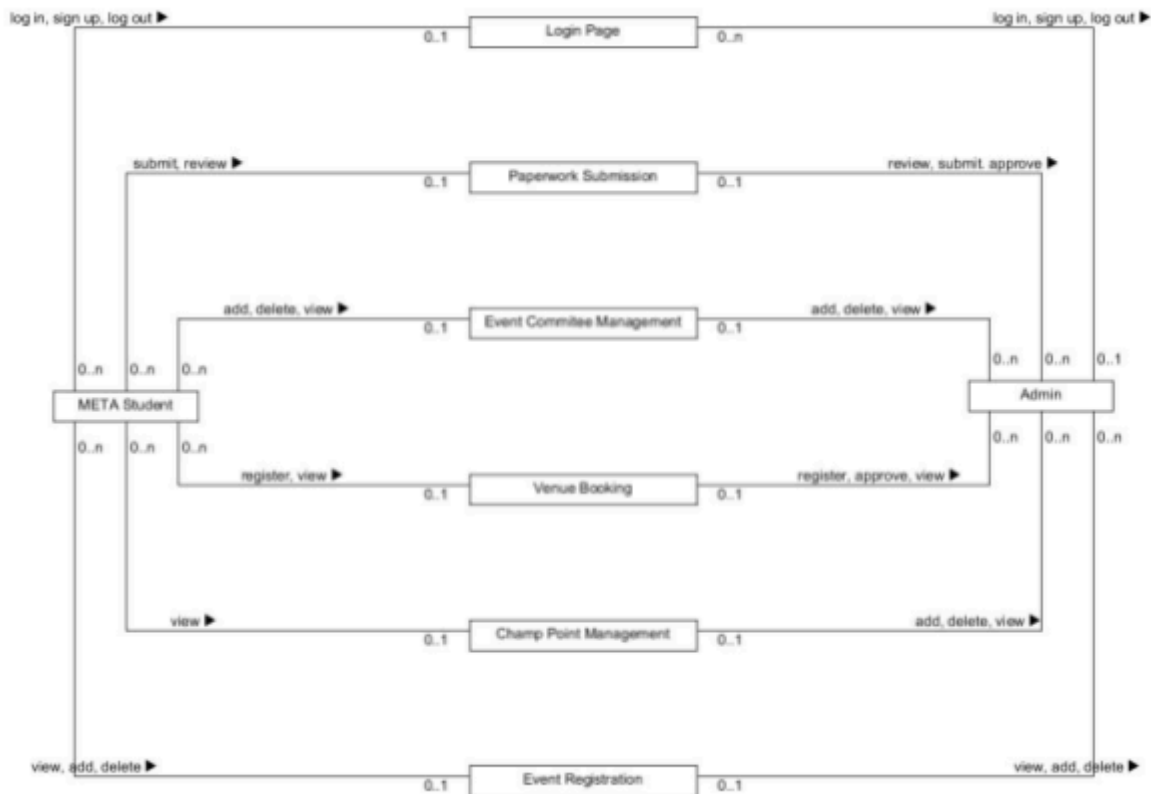 log in, sign up, log out ▶ log in, sign up, log out ▶
Login Page
0..1 0..n
submit, review ▶ review, submit. approve ▶
Paperwork Submission
0..1 0..1
add, delete, view ▶ add, delete, view ▶
Event Commitee Management
0..1 0..1
0..n 0..n 0..n 0..n 0..n 0..1
META Student Admin
0..n 0..n 0..n 0..n 0..n 0..n
register, view ▶ register, approve, view ▶
Venue Booking
0..1 0..1
view ▶ add, delete, view ▶
Champ Point Management
0..1 0..1
view, add, delete ▶ view, add, delete ▶
Event Registration
0..1 0..1